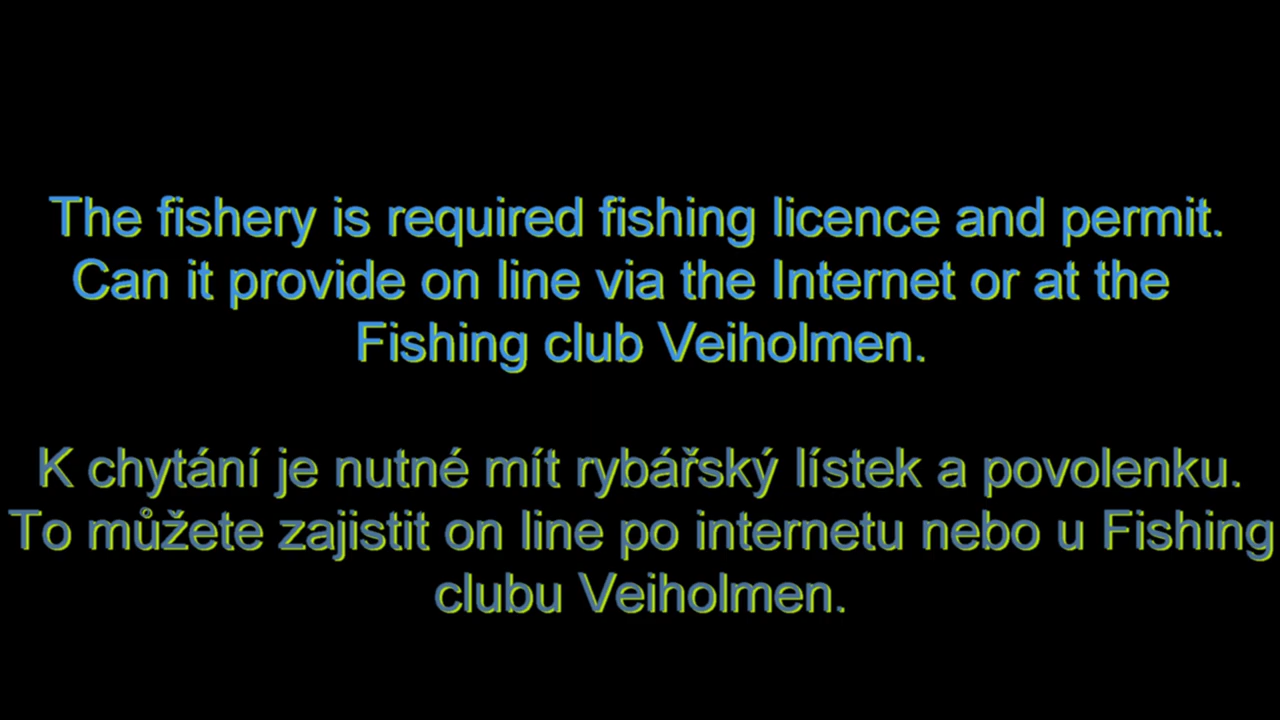 The fishery is required fishing licence and permit.
Can it provide on line via the Internet or at the
Fishing club Veiholmen.
K chytání je nutné mít rybářský lístek a povolenku.
To můžete zajistit on line po internetu nebo u Fishing
clubu Veiholmen.